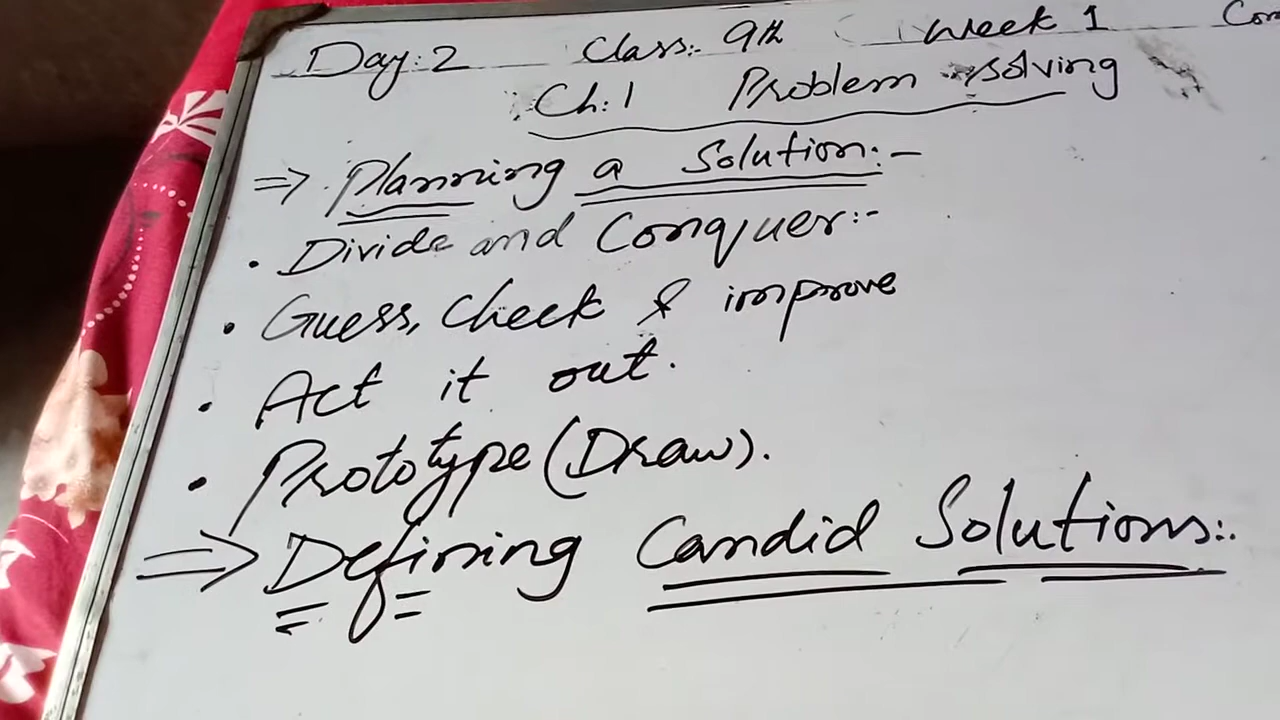 Day: 2 Class:. 9th Week 1
Ch:1 Problem solving
=> Planning a Solution:-
• Divide and Conquer:-
• Guess, Check & improve
• Act it out.
• Prototype (Draw).
=> Defining Candid Solutions:.